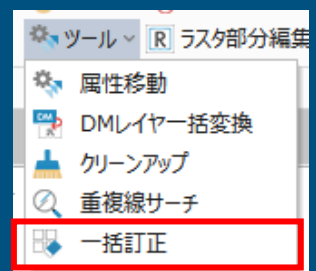 ツール R ラスタ部分編集
属性移動
DM DMレイヤー括変換
クリーンアップ
重複線サーチ
一括訂正